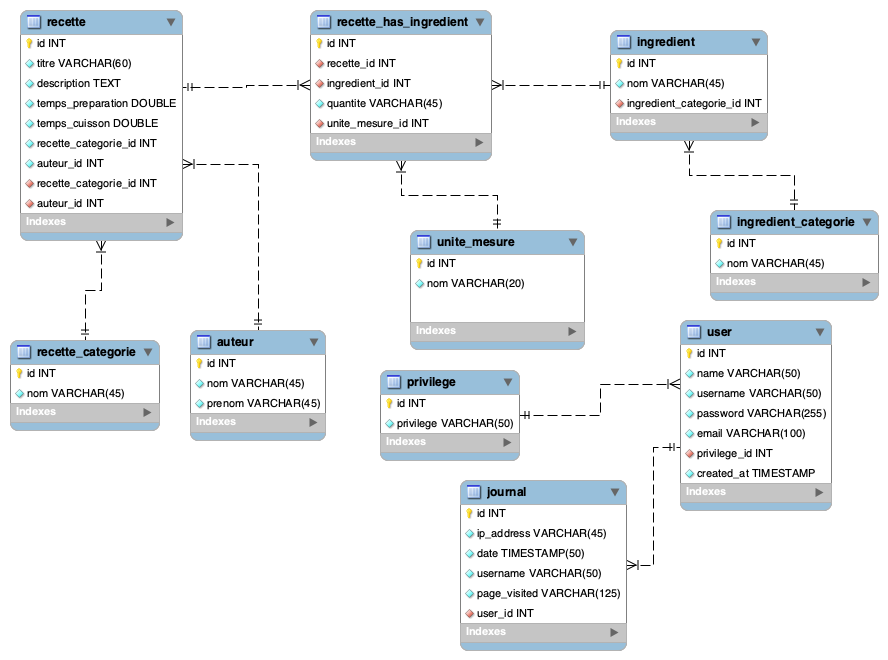 recette
id INT
titre VARCHAR(60)
description TEXT
temps_preparation DOUBLE
temps_cuisson DOUBLE
recette_categorie_id INT
auteur_id INT
recette_categorie_id INT
auteur_id INT
Indexes
recette_has_ingredient
id INT
recette_id INT
ingredient_id INT
quantite VARCHAR(45)
unite_mesure_id INT
Indexes
ingredient
id INT
nom VARCHAR(45)
ingredient_categorie_id INT
Indexes
unite_mesure
id INT
nom VARCHAR(20)
Indexes
ingredient_categorie
id INT
nom VARCHAR(45)
Indexes
recette_categorie
id INT
nom VARCHAR(45)
Indexes
auteur
id INT
nom VARCHAR(45)
prenom VARCHAR(45)
Indexes
privilege
id INT
privilege VARCHAR(50)
Indexes
user
id INT
name VARCHAR(50)
username VARCHAR(50)
password VARCHAR(255)
email VARCHAR(100)
privilege_id INT
created_at TIMESTAMP
Indexes
journal
id INT
ip_address VARCHAR(45)
date TIMESTAMP(50)
username VARCHAR(50)
page_visited VARCHAR(125)
user_id INT
Indexes